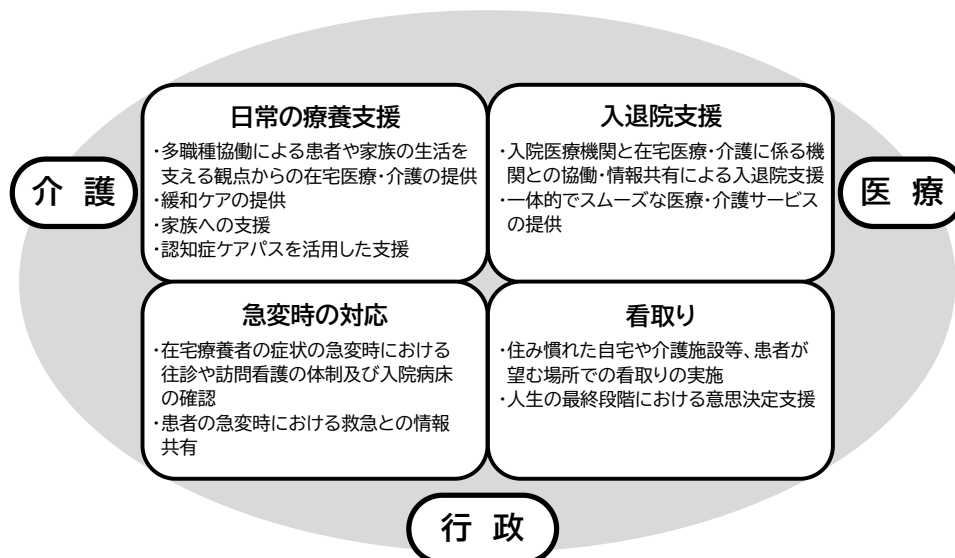 日常の療養支援
・多職種協働による患者や家族の生活を
支える観点からの在宅医療・介護の提供
・緩和ケアの提供
・家族への支援
・認知症ケアパスを活用した支援
入退院支援
・入院医療機関と在宅医療・介護に係る機
関との協働・情報共有による入退院支援
・一体的でスムーズな医療・介護サービス
の提供
介 護
医 療
急変時の対応
・在宅療養者の症状の急変時における
往診や訪問看護の体制及び入院病床
の確認
・患者の急変時における救急との情報
共有
看取り
・住み慣れた自宅や介護施設等、患者が
望む場所での看取りの実施
・人生の最終段階における意思決定支援
行 政